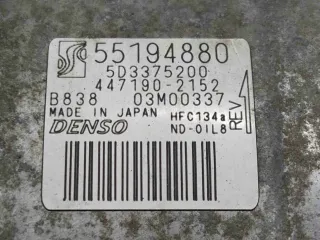 55194880
5D3375200
447190-2152
B838 03M00337
MADE IN JAPAN HFC134a
DENSO ND-OIL8
REV